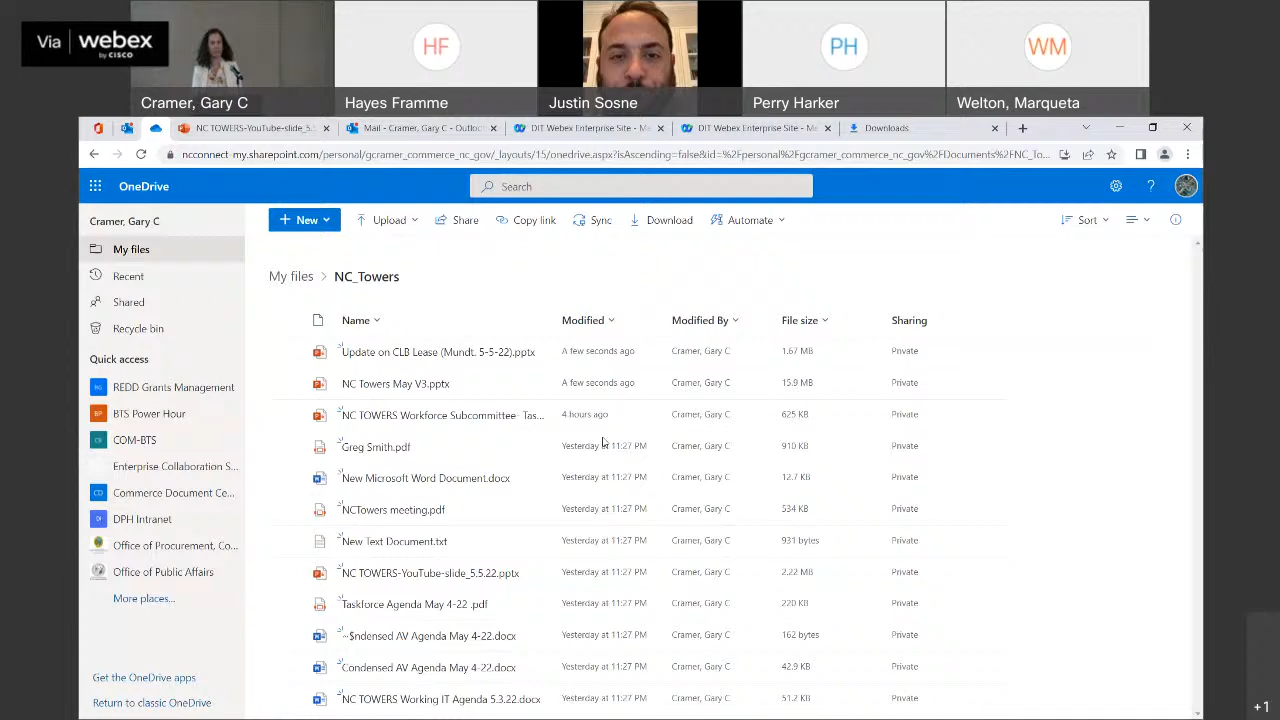 Via webex
by CISCO
HF
PH
WM
Cramer, Gary C
Hayes Framme
Justin Sosne
Perry Harker
Welton, Marqueta
NC TOWERS-YouTube-slide_5.5
Mail - Cramer, Gary C - Outloo
DIT Webex Enterprise Site - Me
DIT Webex Enterprise Site - Me
Downloads
ncconnect-my.sharepoint.com/personal/gcramer_commerce_nc_gov/_layouts/15/onedrive.aspx?isAscending=false&id=%2Fpersonal%2Fgcramer_commerce_nc_gov%2FDocuments%2FNC_To...
OneDrive
Search
Cramer, Gary C
New
Upload
Share
Copy link
Sync
Download
Automate
Sort
My files
Recent
Shared
Recycle bin
Quick access
REDD Grants Management
BP BTS Power Hour
COM-BTS
Enterprise Collaboration S...
Commerce Document Ce...
DI DPH Intranet
Office of Procurement, Co...
Office of Public Affairs
More places...
Get the OneDrive apps
Return to classic OneDrive
My files > NC_Towers
Name Modified Modified By File size Sharing
Update on CLB Lease (Mundt. 5-5-22).pptx A few seconds ago Cramer, Gary C 1.67 MB Private
NC Towers May V3.pptx A few seconds ago Cramer, Gary C 15.9 MB Private
NC TOWERS Workforce Subcommittee- Tas... 4 hours ago Cramer, Gary C 625 KB Private
Greg Smith.pdf Yesterday at 11:27 PM Cramer, Gary C 910 KB Private
New Microsoft Word Document.docx Yesterday at 11:27 PM Cramer, Gary C 12.7 KB Private
NCTowers meeting.pdf Yesterday at 11:27 PM Cramer, Gary C 534 KB Private
New Text Document.txt Yesterday at 11:27 PM Cramer, Gary C 931 bytes Private
NC TOWERS-YouTube-slide_5.5.22.pptx Yesterday at 11:27 PM Cramer, Gary C 2.22 MB Private
Taskforce Agenda May 4-22 .pdf Yesterday at 11:27 PM Cramer, Gary C 220 KB Private
~$ndensed AV Agenda May 4-22.docx Yesterday at 11:27 PM Cramer, Gary C 162 bytes Private
Condensed AV Agenda May 4-22.docx Yesterday at 11:27 PM Cramer, Gary C 42.9 KB Private
NC TOWERS Working IT Agenda 5.3.22.docx Yesterday at 11:27 PM Cramer, Gary C 51.2 KB Private
+1